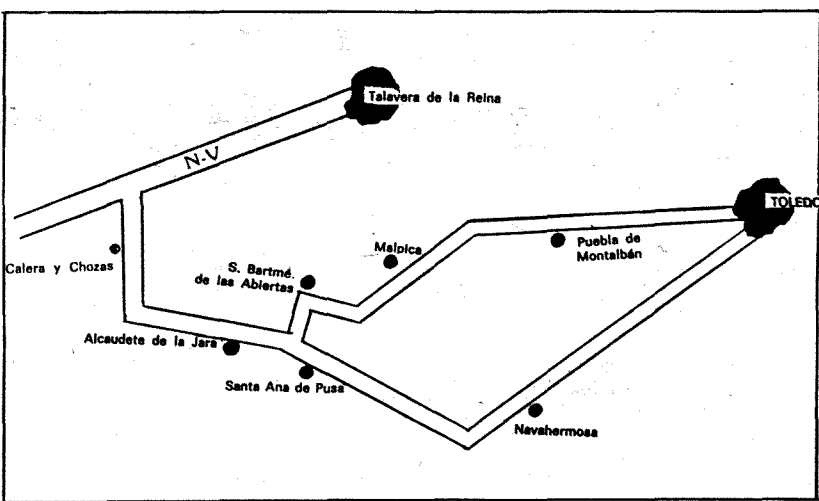 Talavera de la Reina
N-V
TOLEDO
Malpica
Puebla de
Montalbán
Calera y Chozas
S. Bartmé.
de las Abiertas
Alcaudete de la Jara
Santa Ana de Pusa
Navahermosa